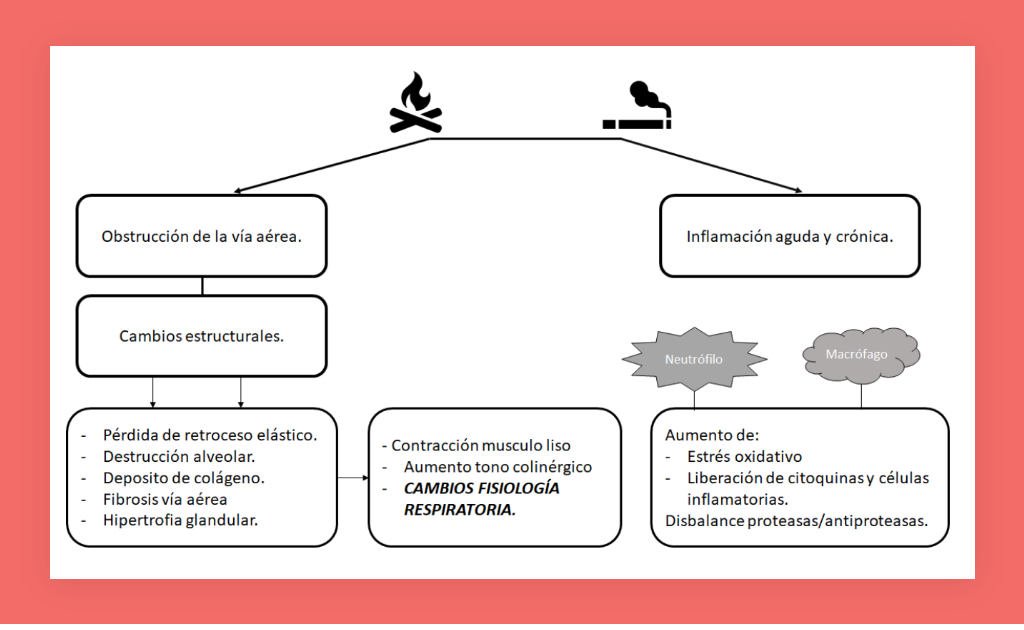 Obstrucción de la vía aérea.
Inflamación aguda y crónica.
Cambios estructurales.
Neutrófilo
Macrófago
- Pérdida de retroceso elástico.
- Destrucción alveolar.
- Deposito de colágeno.
- Fibrosis vía aérea
- Hipertrofia glandular.
- Contracción musculo liso
- Aumento tono colinérgico
- CAMBIOS FISIOLOGÍA
RESPIRATORIA.
Aumento de:
- Estrés oxidativo
- Liberación de citoquinas y células
inflamatorias.
Disbalance proteasas/antiproteasas.